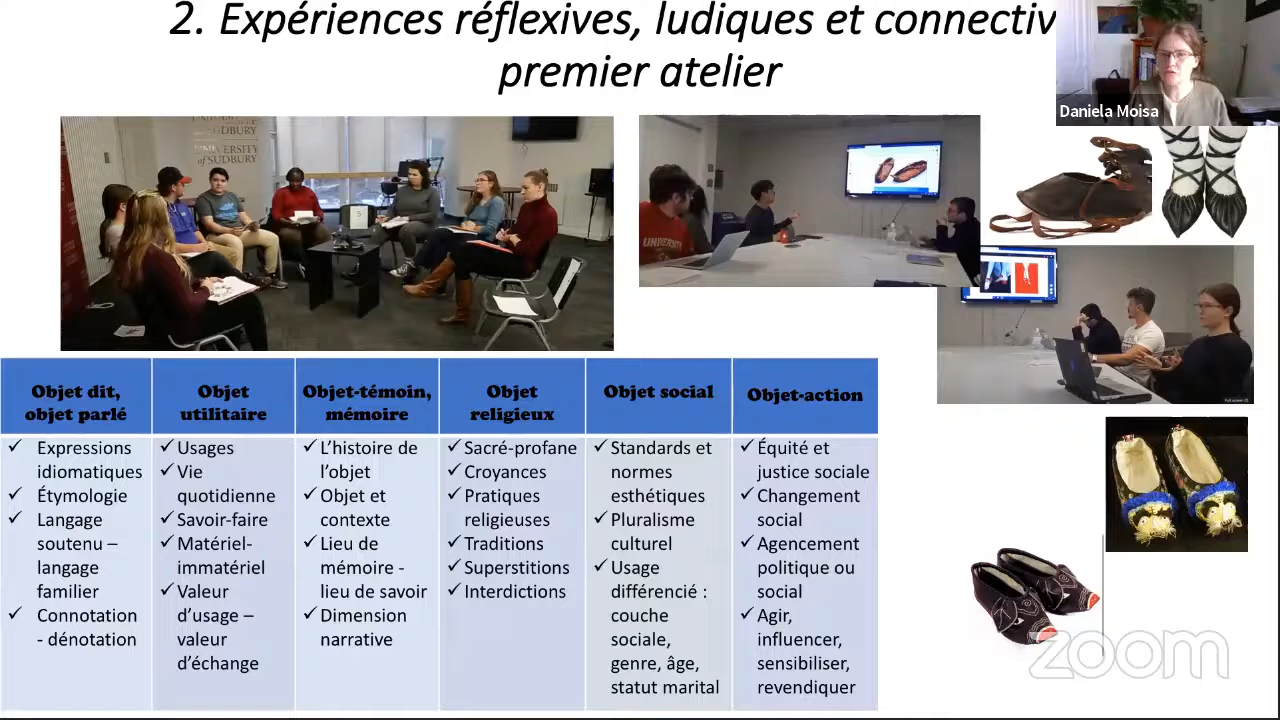 2. Expériences réflexives, ludiques et connectiv
premier atelier
Daniela Moisa
SUDBURY
UNIVERSITY
of SUDBURY
5
UNIVERSITY
Objet dit,
objet parlé
Objet
utilitaire
Objet-témoin,
mémoire
Objet
religieux
Objet social
Objet-action
✓ Expressions
idiomatiques
✓ Étymologie
✓ Langage
soutenu –
langage
familier
✓ Connotation
- dénotation
✓ Usages
✓ Vie
quotidienne
✓ Savoir-faire
✓ Matériel-
immatériel
✓ Valeur
d’usage –
valeur
d’échange
✓ L’histoire de
l’objet
✓ Objet et
contexte
✓ Lieu de
mémoire -
lieu de savoir
✓ Dimension
narrative
✓ Sacré-profane
✓ Croyances
✓ Pratiques
religieuses
✓ Traditions
✓ Superstitions
✓ Interdictions
✓ Standards et
normes
esthétiques
✓ Pluralisme
culturel
✓ Usage
différencié :
couche
sociale,
genre, âge,
statut marital
✓ Équité et
justice sociale
✓ Changement
social
✓ Agencement
politique ou
social
✓ Agir,
influencer,
sensibiliser,
revendiquer
zoom